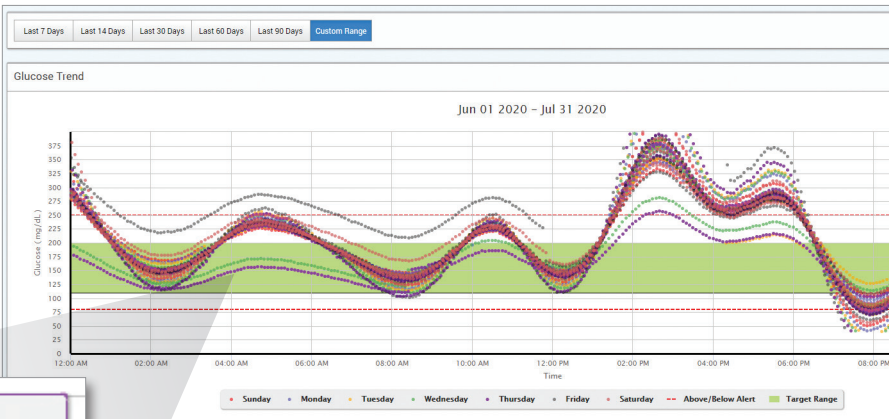 Last 7 Days Last 14 Days Last 30 Days Last 60 Days Last 90 Days Custom Range
Glucose Trend
Jun 01 2020 – Jul 31 2020
375
350
325
300
275
250
225
200
175
150
125
100
75
50
25
0
Glucose ( mg/dL )
12:00 AM 02:00 AM 04:00 AM 06:00 AM 08:00 AM 10:00 AM 12:00 PM 02:00 PM 04:00 PM 06:00 PM 08:00 PM
Time
Sunday Monday Tuesday Wednesday Thursday Friday Saturday Above/Below Alert Target Range